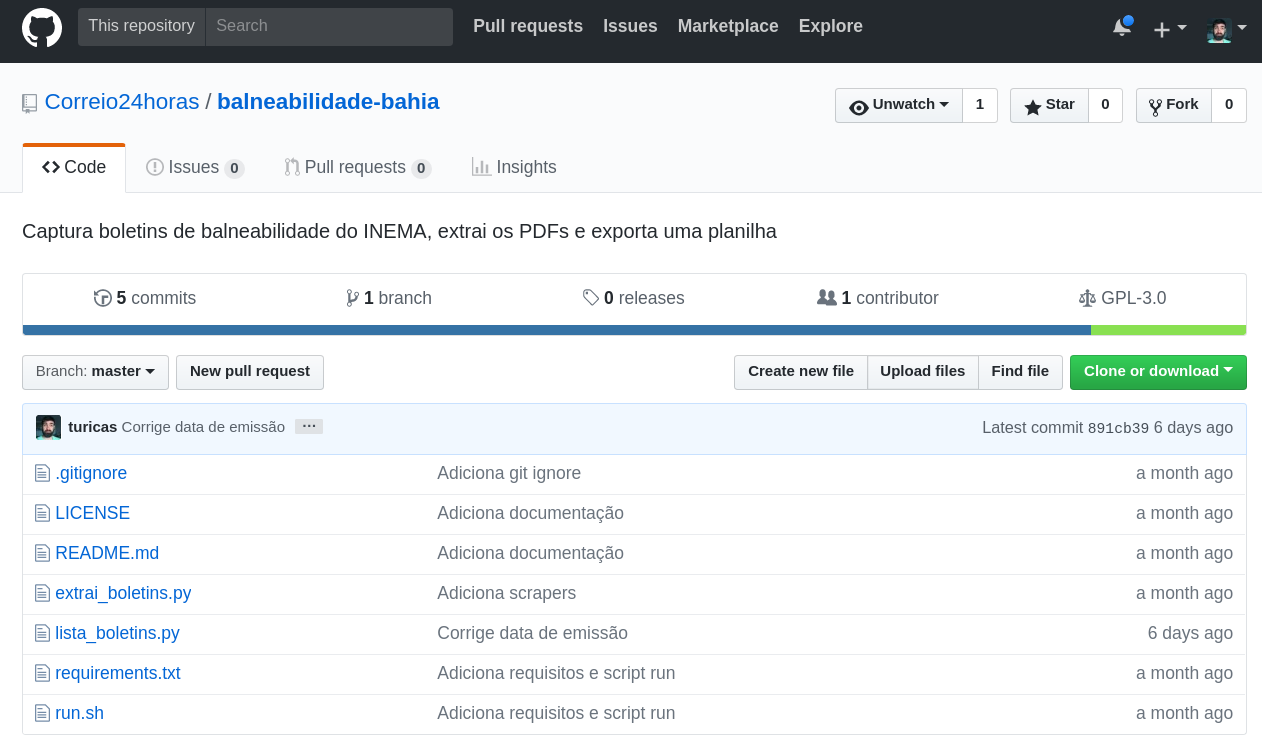 This repository Search Pull requests Issues Marketplace Explore
Correio24horas / balneabilidade-bahia Unwatch 1 Star 0 Fork 0
Code Issues 0 Pull requests 0 Insights
Captura boletins de balneabilidade do INEMA, extrai os PDFs e exporta uma planilha
5 commits 1 branch 0 releases 1 contributor GPL-3.0
Branch: master New pull request Create new file Upload files Find file Clone or download
turicas Corrige data de emissão ... Latest commit 891cb39 6 days ago
.gitignore Adiciona git ignore a month ago
LICENSE Adiciona documentação a month ago
README.md Adiciona documentação a month ago
extrai_boletins.py Adiciona scrapers a month ago
lista_boletins.py Corrige data de emissão 6 days ago
requirements.txt Adiciona requisitos e script run a month ago
run.sh Adiciona requisitos e script run a month ago